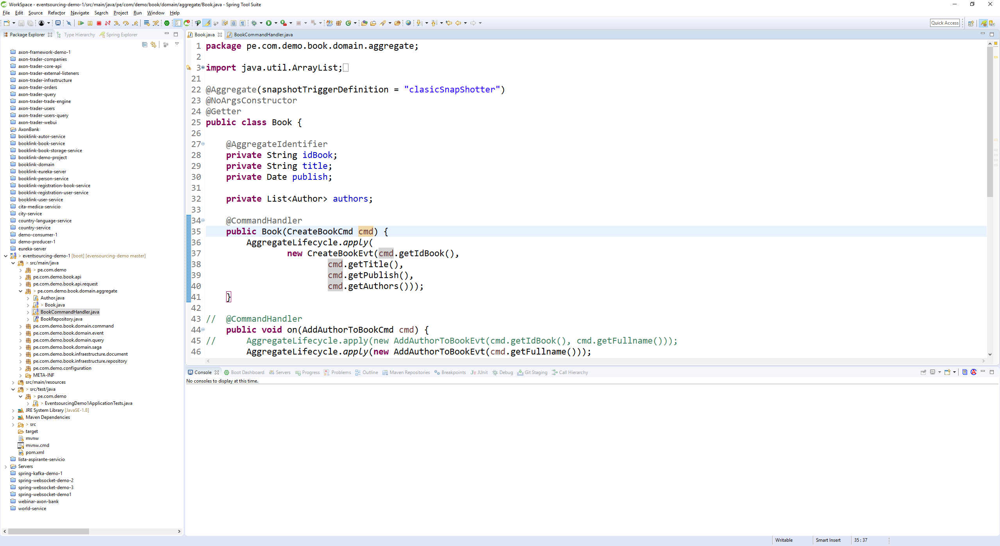 WorkSpace - eventsourcing-demo-1/src/main/java/pe/com/demo/book/domain/aggregate/Book.java - Spring Tool Suite
File Edit Source Refactor Navigate Search Project Run Window Help
Quick Access
Package Explorer Type Hierarchy Spring Explorer
axon-framework-demo-1
axon-trader-companies
axon-trader-core-api
axon-trader-external-listeners
axon-trader-infrastructure
axon-trader-orders
axon-trader-query
axon-trader-trade-engine
axon-trader-users
axon-trader-users-query
axon-trader-webui
AxonBank
booklink-autor-service
booklink-book-service
booklink-book-storage-service
booklink-demo-project
booklink-domain
booklink-eureka-server
booklink-person-service
booklink-registration-book-service
booklink-registration-user-service
booklink-user-service
cita-medica-servicio
city-service
country-language-service
country-service
demo-consumer-1
demo-producer-1
eureka-server
> eventsourcing-demo-1 [boot] [evensourcing-demo master]
> src/main/java
> pe.com.demo
pe.com.demo.book.api
pe.com.demo.book.api.request
> pe.com.demo.book.domain.aggregate
Author.java
> Book.java
BookCommandHandler.java
BookRepository.java
pe.com.demo.book.domain.command
pe.com.demo.book.domain.event
pe.com.demo.book.domain.query
pe.com.demo.book.domain.saga
pe.com.demo.book.infraestructure.document
pe.com.demo.book.infraestructure.repository
pe.com.demo.configuration
META-INF
src/main/resources
> src/test/java
> pe.com.demo
> EventsourcingDemo1ApplicationTests.java
JRE System Library [JavaSE-1.8]
Maven Dependencies
> src
target
mvnw
mvnw.cmd
pom.xml
lista-aspirante-servicio
Servers
spring-kafka-demo-1
spring-websocket-demo-2
spring-websocket-demo-3
spring-websocket-demo1
webinar-axon-bank
world-service
Book.java BookCommandHandler.java
1 package pe.com.demo.book.domain.aggregate;
2
3 import java.util.ArrayList;
21
22 @Aggregate(snapshotTriggerDefinition = "clasicSnapShotter")
23 @NoArgsConstructor
24 @Getter
25 public class Book {
26
27 @AggregateIdentifier
28 private String idBook;
29 private String title;
30 private Date publish;
31
32 private List<Author> authors;
33
34 @CommandHandler
35 public Book(CreateBookCmd cmd) {
36 AggregateLifecycle.apply(
37 new CreateBookEvt(cmd.getIdBook(),
38 cmd.getTitle(),
39 cmd.getPublish(),
40 cmd.getAuthors()));
41 }
42
43 // @CommandHandler
44 public void on(AddAuthorToBookCmd cmd) {
45 // AggregateLifecycle.apply(new AddAuthorToBookEvt(cmd.getIdBook(), cmd.getFullname()));
46 AggregateLifecycle.apply(new AddAuthorToBookEvt(cmd.getFullname()));
Console Boot Dashboard Servers Progress Problems Outline Maven Repositories Breakpoints JUnit Debug Git Staging Call Hierarchy
No consoles to display at this time.
Writable Smart Insert 35 : 37